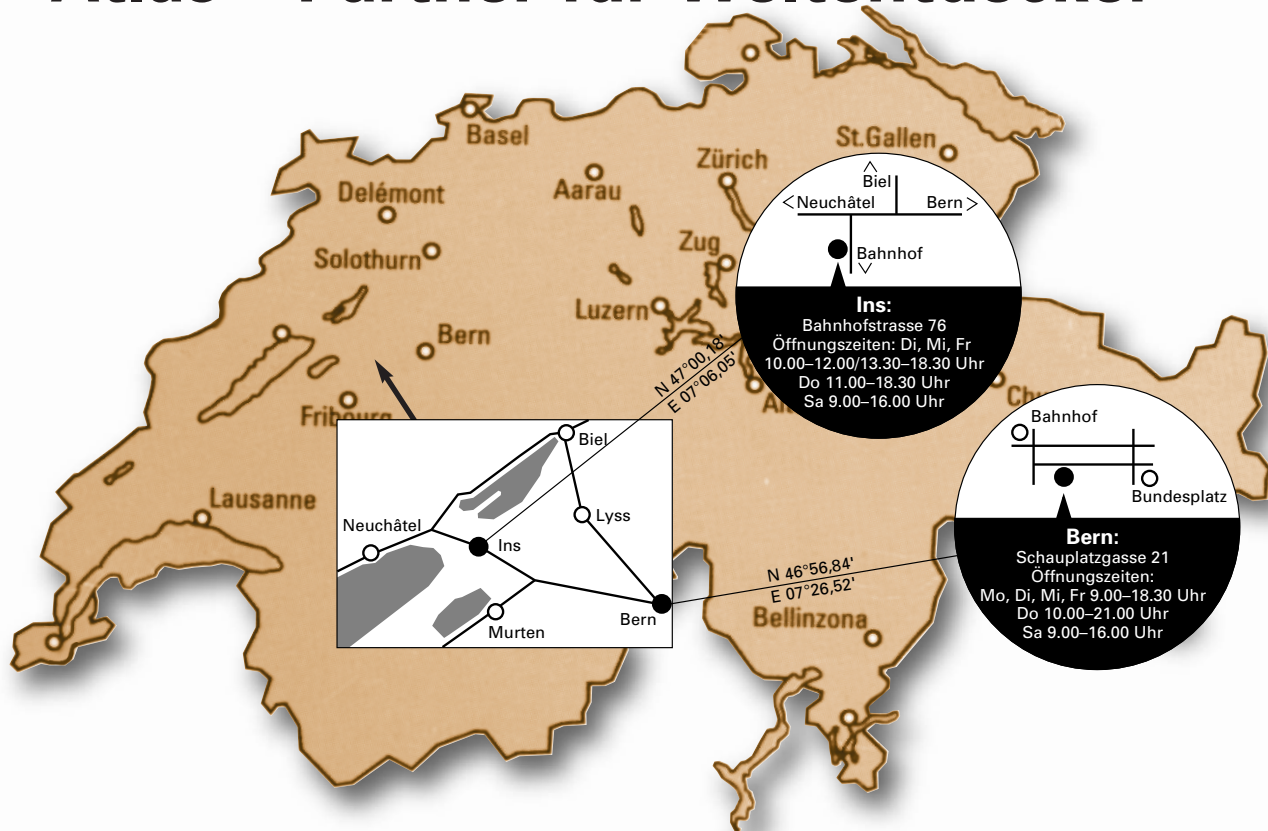 Basel
St.Gallen
Zürich
Aarau
Delémont
Zug
Solothurn
Luzern
Bern
Fribourg
Lausanne
Bellinzona
Biel
<Neuchâtel Bern>
Bahnhof
Ins:
Bahnhofstrasse 76
Öffnungszeiten: Di, Mi, Fr
10.00–12.00/13.30–18.30 Uhr
Do 11.00–18.30 Uhr
Sa 9.00–16.00 Uhr
N 47°00,18'
E 07°06,05'
Bahnhof
Bundesplatz
Bern:
Schauplatzgasse 21
Öffnungszeiten:
Mo, Di, Mi, Fr 9.00–18.30 Uhr
Do 10.00–21.00 Uhr
Sa 9.00–16.00 Uhr
N 46°56,84'
E 07°26,52'
Biel
Lyss
Neuchâtel
Ins
Bern
Murten